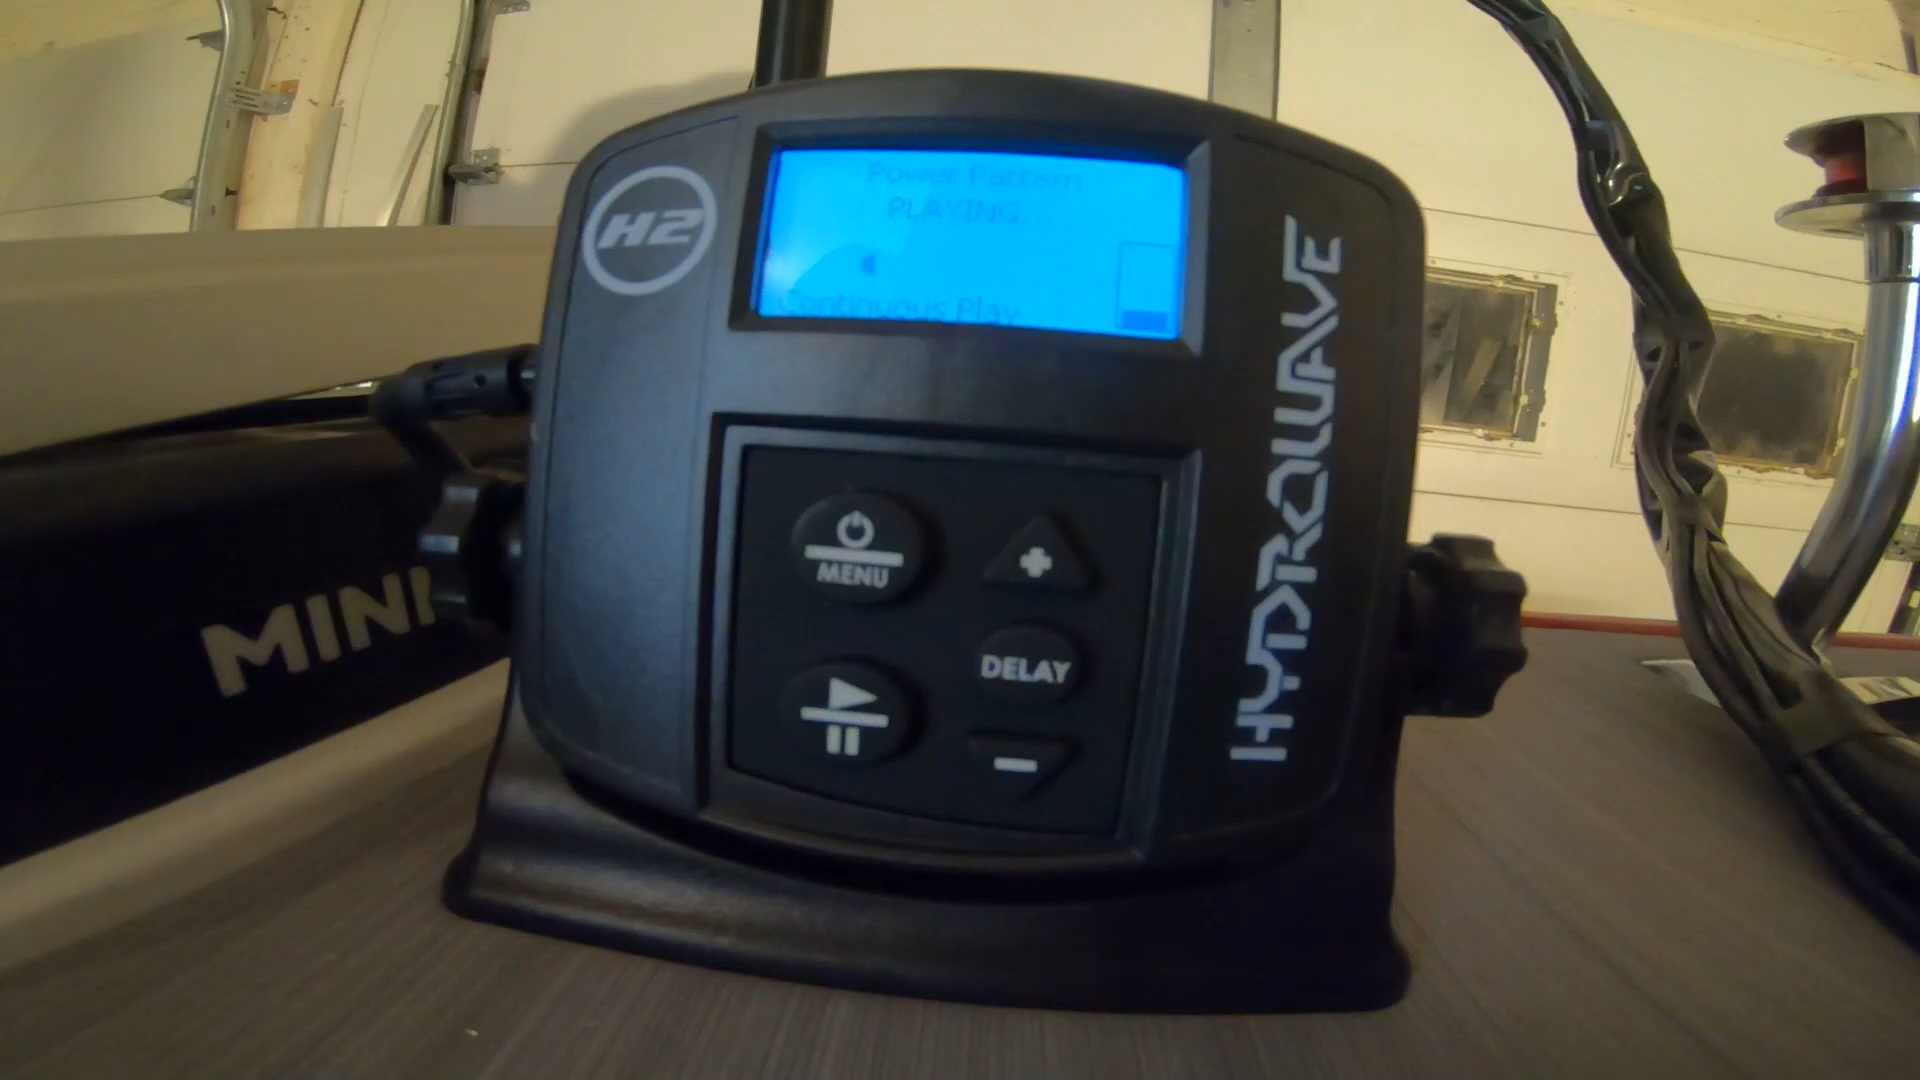 H2
Power Pattern
PLAYING...
Continuous Play
HYDROWAVE
MENU
DELAY
MINN